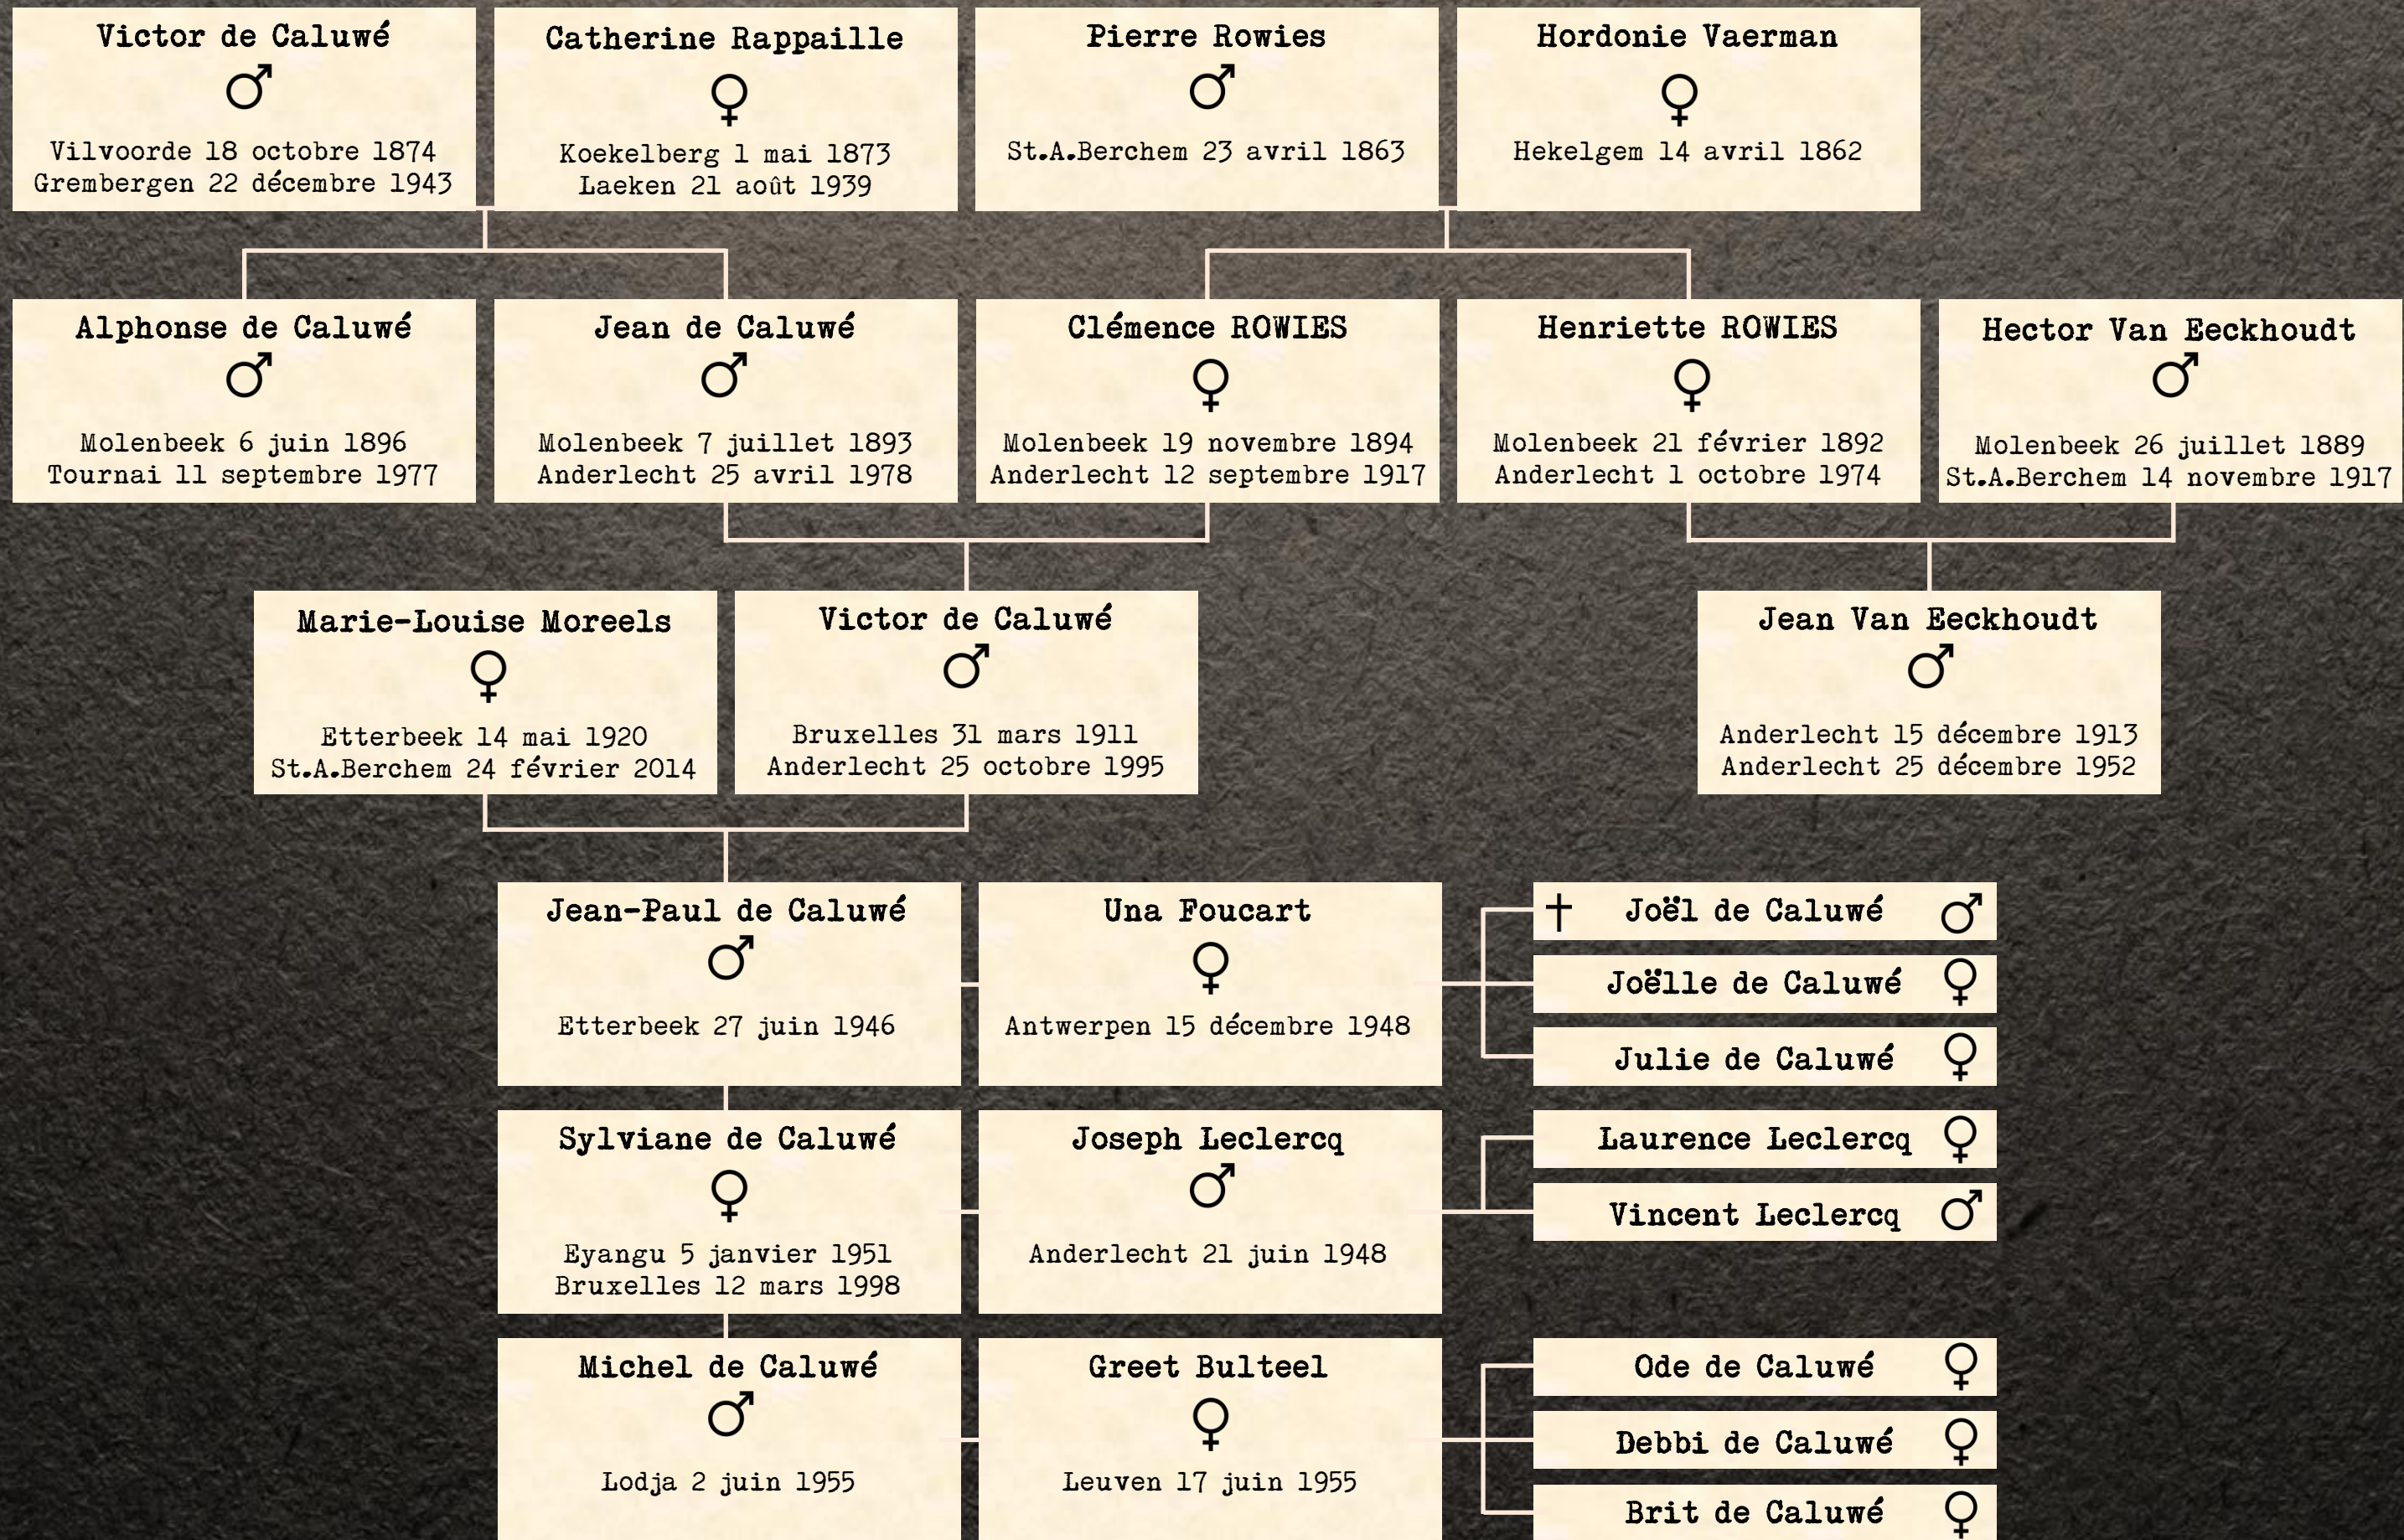 Victor de Caluwé
♂
Vilvoorde 18 octobre 1874
Grembergen 22 décembre 1943
Catherine Rappaille
♀
Koekelberg 1 mai 1873
Laeken 21 août 1939
Pierre Rowies
♂
St.A.Berchem 23 avril 1863
Hordonie Vaerman
♀
Hekelgem 14 avril 1862
Alphonse de Caluwé
♂
Molenbeek 6 juin 1896
Tournai 11 septembre 1977
Jean de Caluwé
♂
Molenbeek 7 juillet 1893
Anderlecht 25 avril 1978
Clémence ROWIES
♀
Molenbeek 19 novembre 1894
Anderlecht 12 septembre 1917
Henriette ROWIES
♀
Molenbeek 21 février 1892
Anderlecht 1 octobre 1974
Hector Van Eeckhoudt
♂
Molenbeek 26 juillet 1889
St.A.Berchem 14 novembre 1917
Marie-Louise Moreels
♀
Etterbeek 14 mai 1920
St.A.Berchem 24 février 2014
Victor de Caluwé
♂
Bruxelles 31 mars 1911
Anderlecht 25 octobre 1995
Jean Van Eeckhoudt
♂
Anderlecht 15 décembre 1913
Anderlecht 25 décembre 1952
Jean-Paul de Caluwé
♂
Etterbeek 27 juin 1946
Una Foucart
♀
Antwerpen 15 décembre 1948
† Joël de Caluwé ♂
Joëlle de Caluwé ♀
Julie de Caluwé ♀
Sylviane de Caluwé
♀
Eyangu 5 janvier 1951
Bruxelles 12 mars 1998
Joseph Leclercq
♂
Anderlecht 21 juin 1948
Laurence Leclercq ♀
Vincent Leclercq ♂
Michel de Caluwé
♂
Lodja 2 juin 1955
Greet Bulteel
♀
Leuven 17 juin 1955
Ode de Caluwé ♀
Debbi de Caluwé ♀
Brit de Caluwé ♀